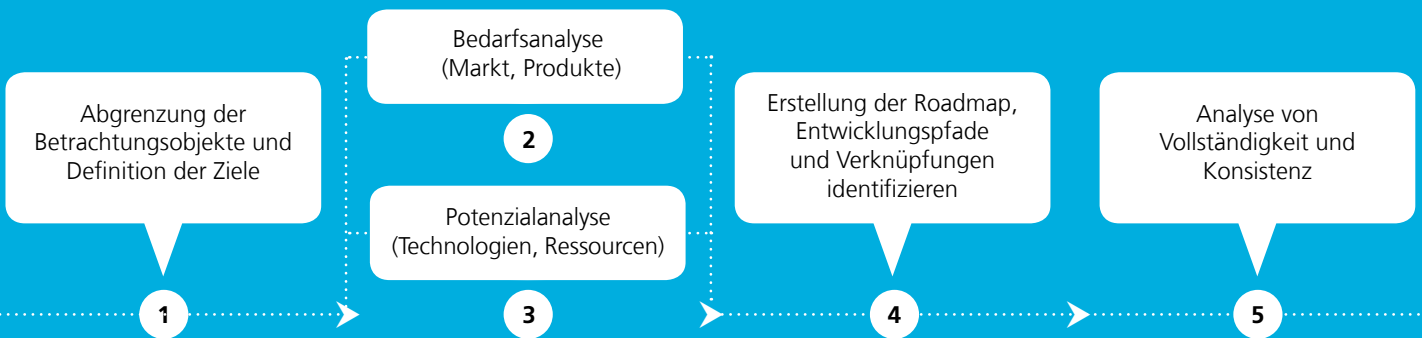 Abgrenzung der
Betrachtungsobjekte und
Definition der Ziele
1
Bedarfsanalyse
(Markt, Produkte)
2
Potenzialanalyse
(Technologien, Ressourcen)
3
Erstellung der Roadmap,
Entwicklungspfade
und Verknüpfungen
identifizieren
4
Analyse von
Vollständigkeit und
Konsistenz
5